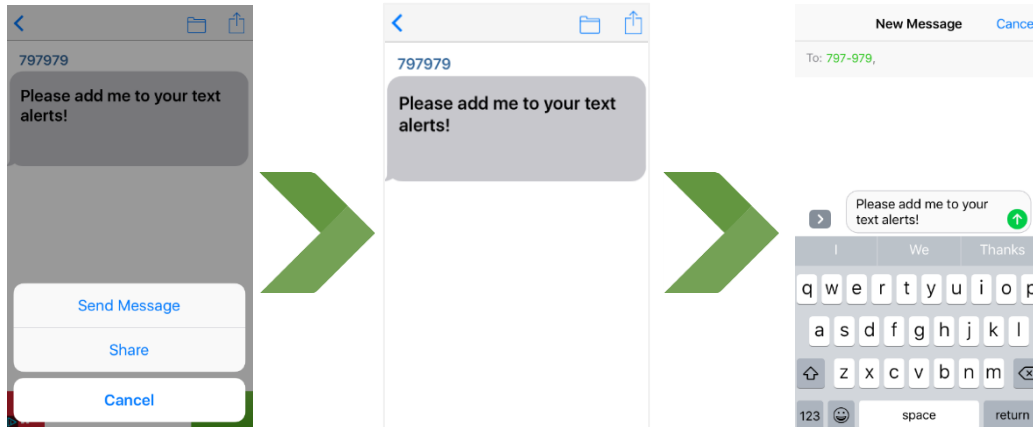 797979
Please add me to your text
alerts!
Send Message
Share
Cancel
797979
Please add me to your text
alerts!
New Message
Cance
To: 797-979,
Please add me to your
text alerts!
I We Thanks
q w e r t y u i o p
a s d f g h j k l
z x c v b n m
123 space return